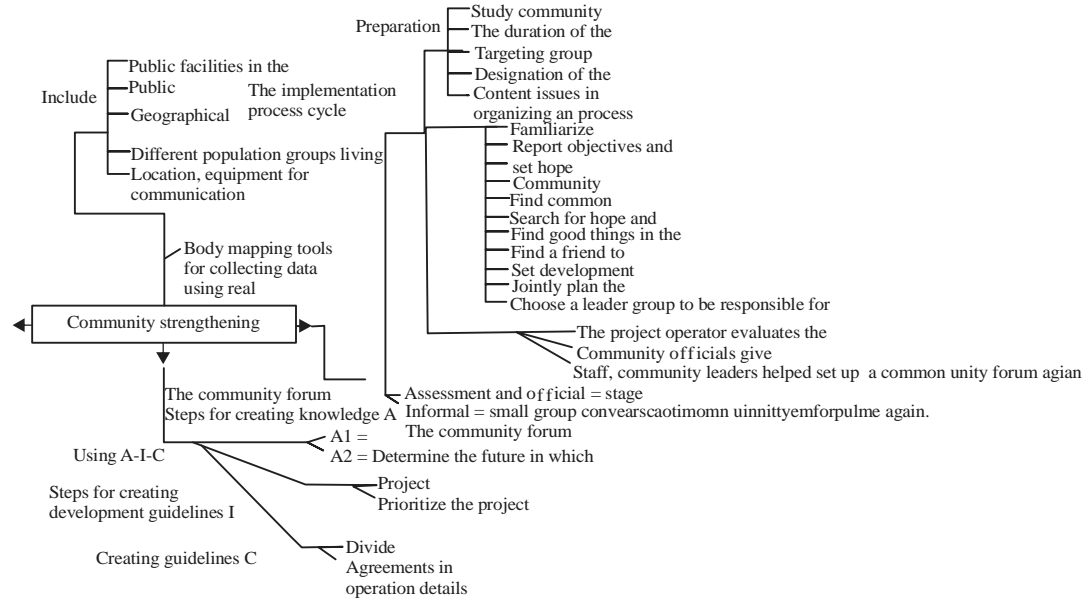 Preparation
Study community
The duration of the
Targeting group
Designation of the
Content issues in
organizing an process
Include
Public facilities in the
Public
Geographical
Different population groups living
Location, equipment for
communication
The implementation
process cycle
Familiarize
Report objectives and
set hope
Community
Find common
Search for hope and
Find good things in the
Find a friend to
Set development
Jointly plan the
Choose a leader group to be responsible for
Body mapping tools
for collecting data
using real
Community strengthening
The project operator evaluates the
Community officials give
Staff, community leaders helped set up a common unity forum agian
The community forum
Steps for creating knowledge A
Assessment and official = stage
Informal = small group again.
The community forum
Using A-I-C
A1 =
A2 = Determine the future in which
Steps for creating
development guidelines I
Project
Prioritize the project
Creating guidelines C
Divide
Agreements in
operation details